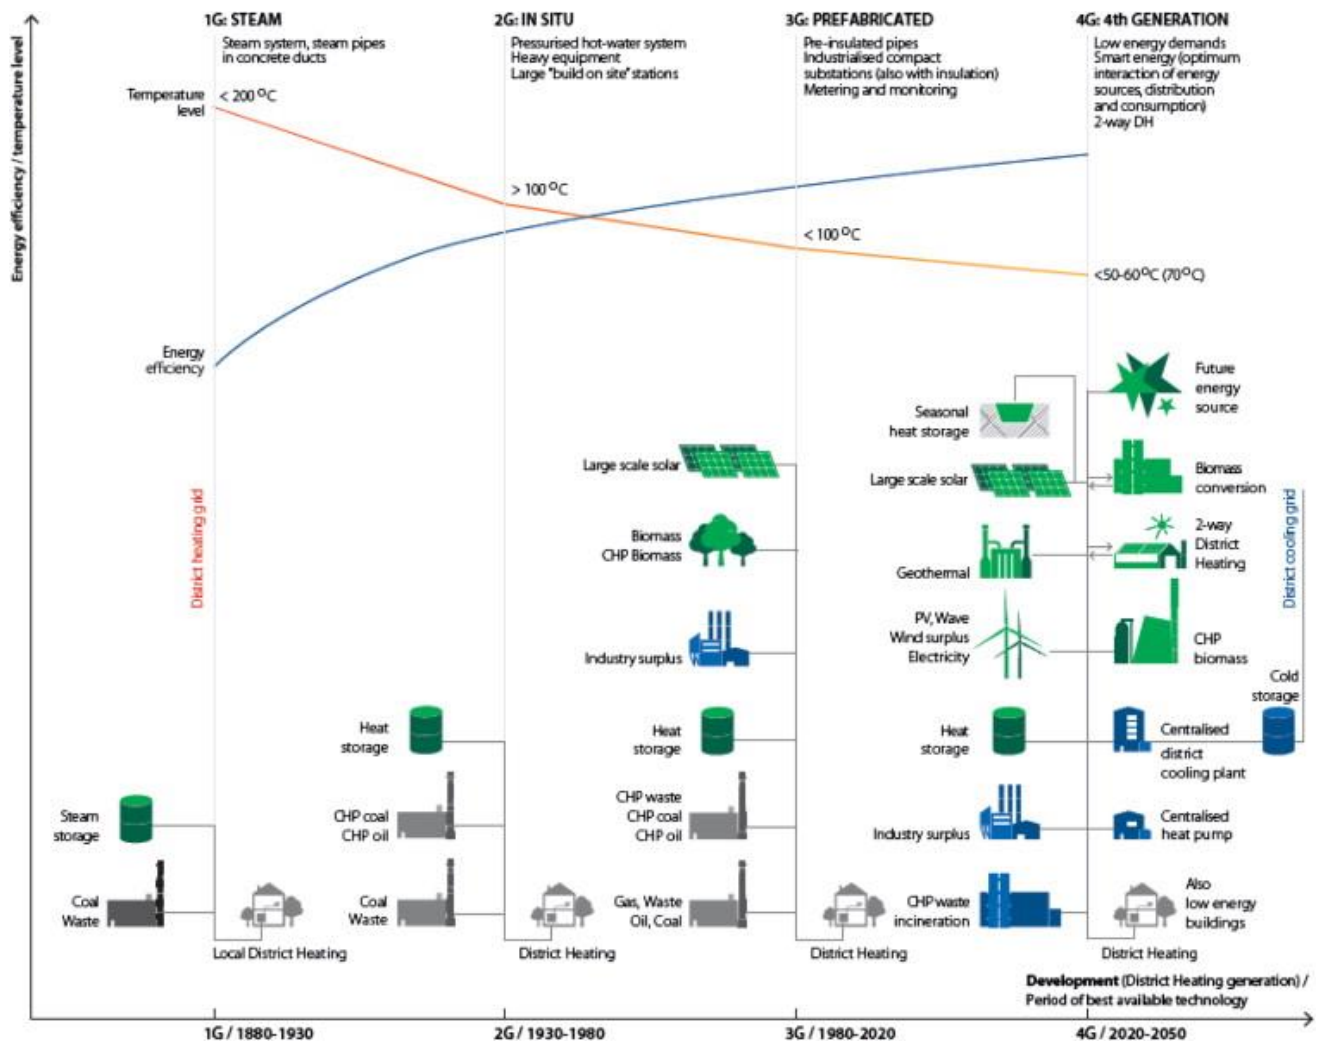 1G: STEAM
Steam system, steam pipes
in concrete ducts
2G: IN SITU
Pressurised hot-water system
Heavy equipment
Large "build on site" stations
3G: PREFABRICATED
Pre-insulated pipes
Industrialised compact
substations (also with insulation)
Metering and monitoring
4G: 4th GENERATION
Low energy demands
Smart energy (optimum
interaction of energy
sources, distribution
and consumption)
2-way DH
Energy efficiency / temperature level
Temperature
level
< 200 °C
> 100 °C
< 100 °C
<50-60°C (70°C)
Energy
efficiency
District heating grid
Steam
storage
Coal
Waste
Local District Heating
Heat
storage
CHP coal
CHP oil
Coal
Waste
District Heating
Large scale solar
Biomass
CHP Biomass
Industry surplus
Heat
storage
CHP waste
CHP coal
CHP oil
Gas, Waste
Oil, Coal
District Heating
Seasonal
heat storage
Large scale solar
Geothermal
PV, Wave
Wind surplus
Electricity
Heat
storage
Industry surplus
CHP waste
incineration
Future
energy
source
Biomass
conversion
2-way
District
Heating
CHP
biomass
Centralised
district
cooling plant
Centralised
heat pump
Also
low energy
buildings
District Heating
District cooling grid
Cold
storage
Development (District Heating generation) /
Period of best available technology
1G / 1880-1930
2G / 1930-1980
3G / 1980-2020
4G / 2020-2050